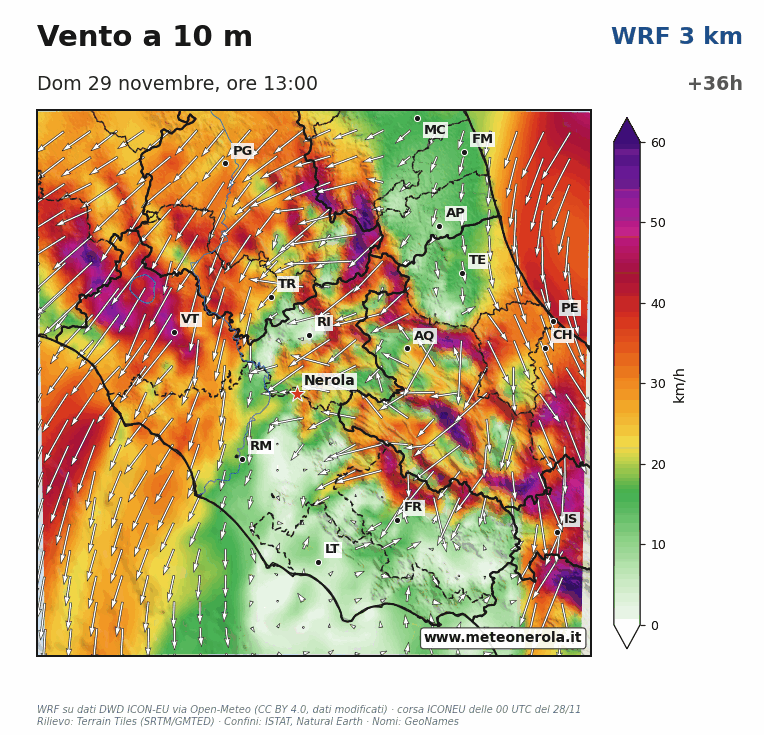 Vento a 10 m
WRF 3 km
Dom 29 novembre, ore 13:00
+36h
MC
FM
PG
AP
TE
TR
PE
VT
RI
AQ
CH
Nerola
RM
FR
IS
LT
www.meteonerola.it
60
50
40
30
20
10
0
km/h
WRF su dati DWD ICON-EU via Open-Meteo (CC BY 4.0, dati modificati) · corsa ICONEU delle 00 UTC del 28/11
Rilievo: Terrain Tiles (SRTM/GMTED) · Confini: ISTAT, Natural Earth · Nomi: GeoNames